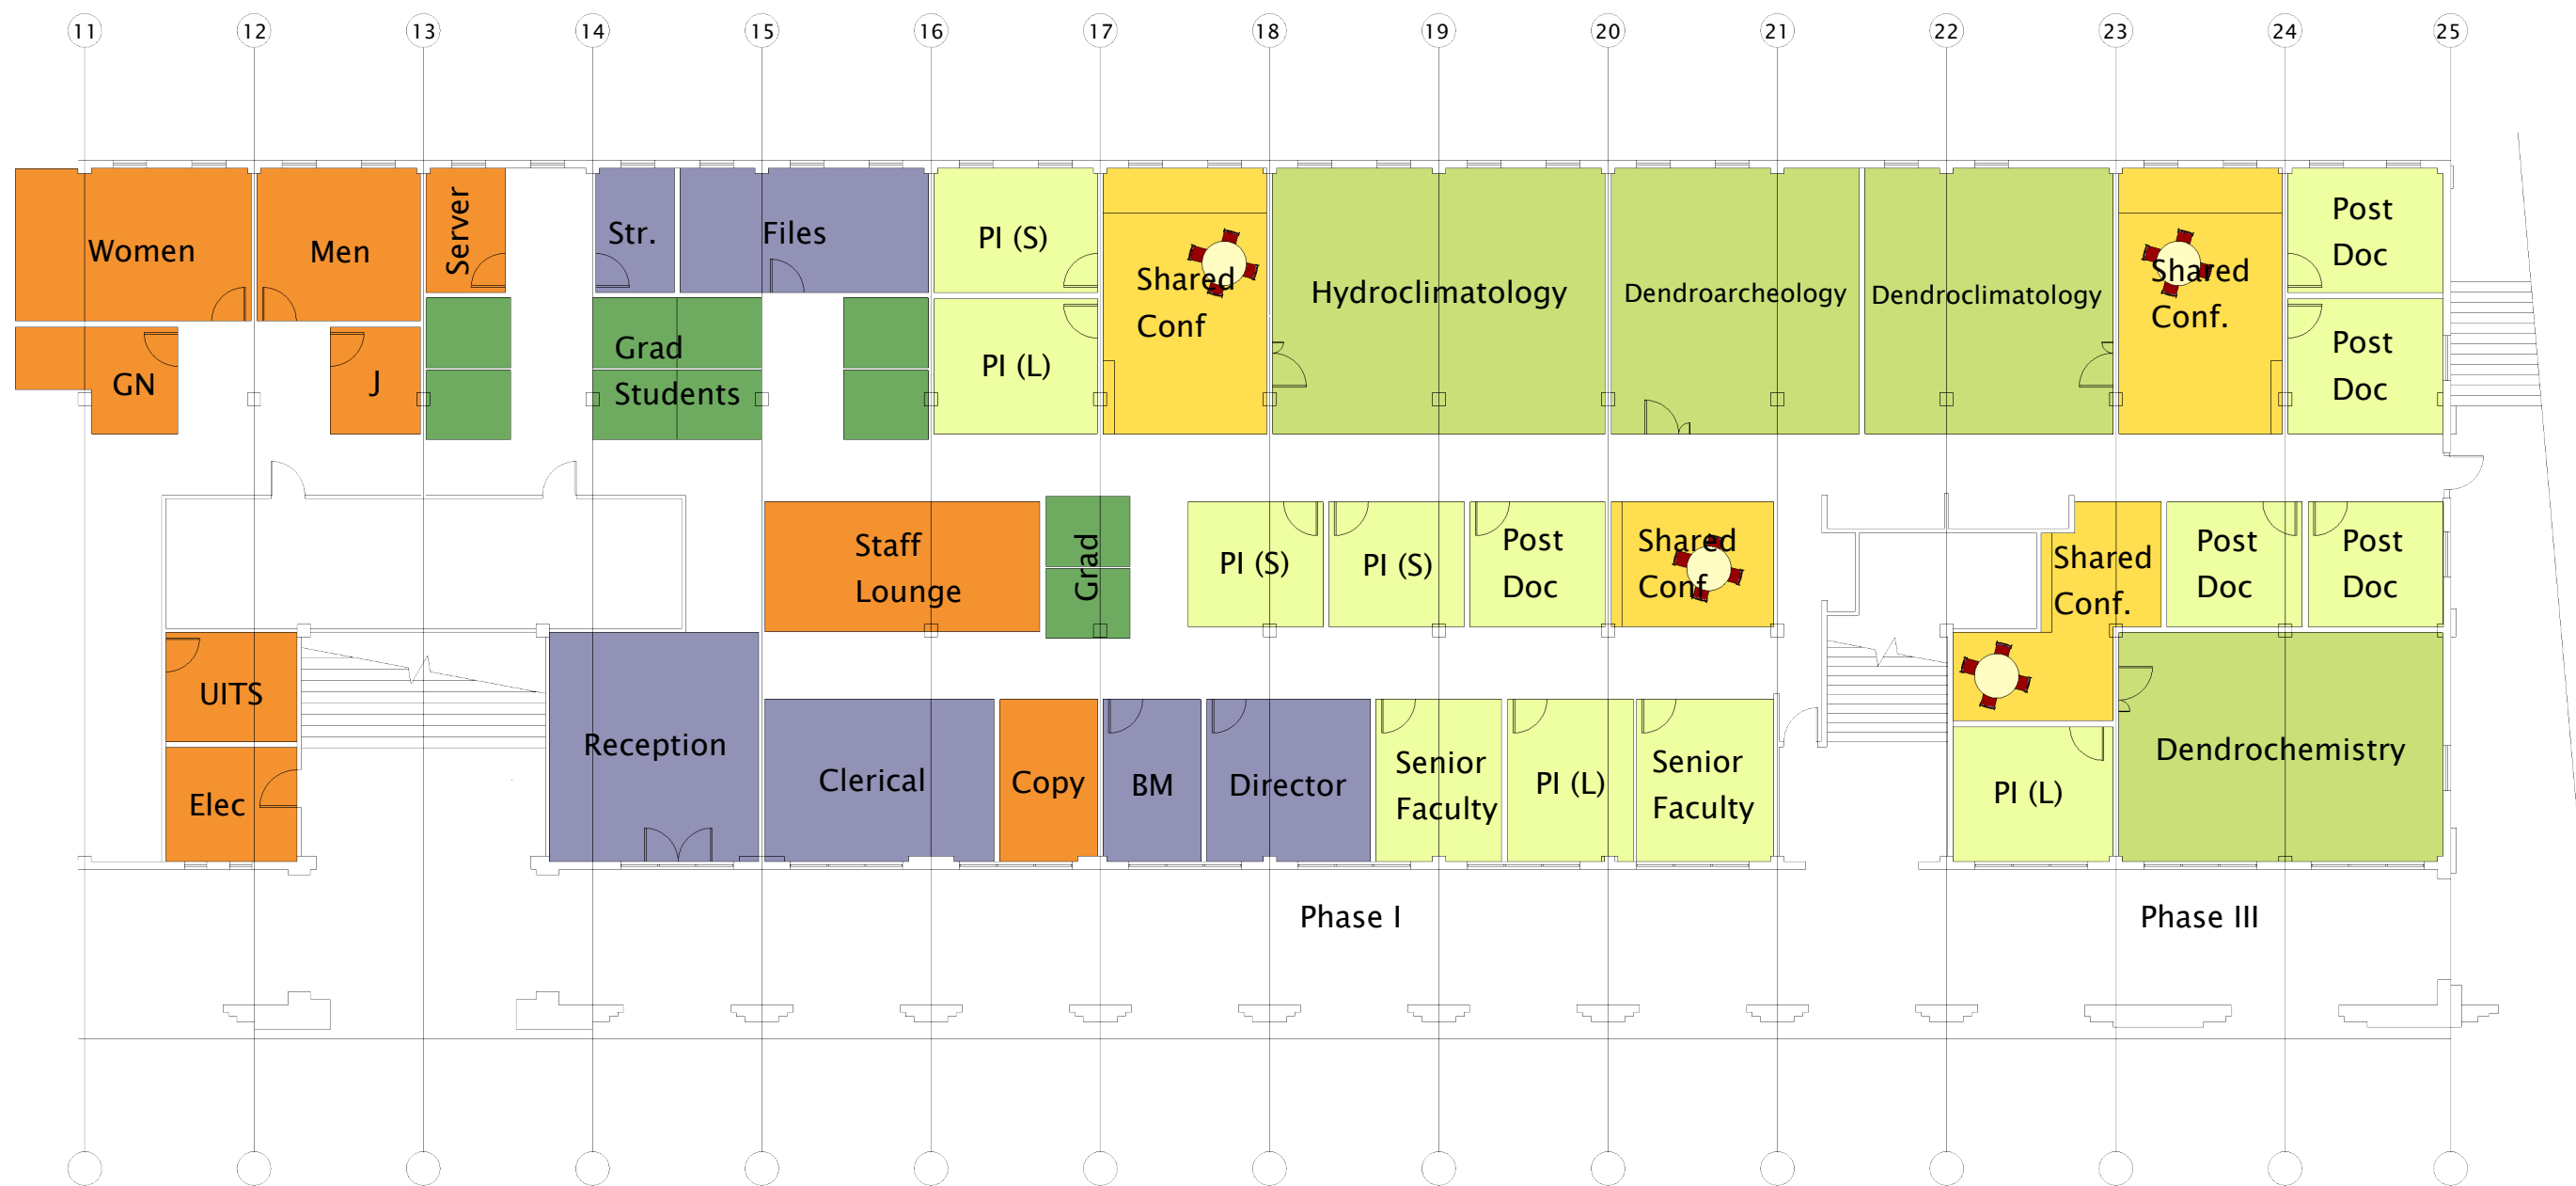 11 12 13 14 15 16 17 18 19 20 21 22 23 24 25
Women
Men
Server
Str.
Files
PI (S)
Shared
Conf
Hydroclimatology
Dendroarcheology
Dendroclimatology
Shared
Conf.
Post
Doc
GN
J
Grad
Students
PI (L)
Post
Doc
Staff
Lounge
Grad
PI (S)
PI (S)
Post
Doc
Shared
Conf
Shared
Conf.
Post
Doc
Post
Doc
UITS
Elec
Reception
Clerical
Copy
BM
Director
Senior
Faculty
PI (L)
Senior
Faculty
PI (L)
Dendrochemistry
Phase I
Phase III